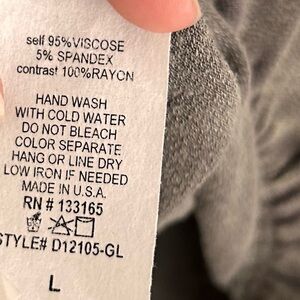 self 95%VISCOSE
5% SPANDEX
contrast 100%RAYON
HAND WASH
WITH COLD WATER
DO NOT BLEACH
COLOR SEPARATE
HANG OR LINE DRY
LOW IRON IF NEEDED
MADE IN U.S.A.
RN # 133165
STYLE# D12105-GL
L